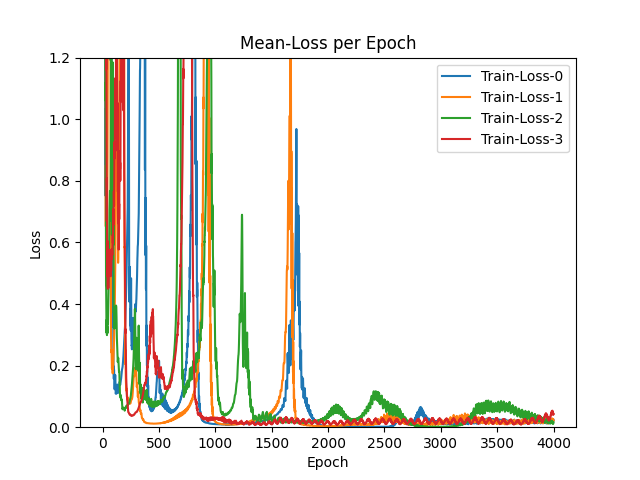 Mean-Loss per Epoch
1.2
1.0
0.8
0.6
0.4
0.2
0.0
Loss
Train-Loss-0
Train-Loss-1
Train-Loss-2
Train-Loss-3
0 500 1000 1500 2000 2500 3000 3500 4000
Epoch